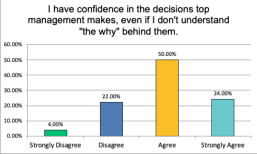 I have confidence in the decisions top
management makes, even if I don't understand
"the why" behind them.
60.00%
50.00%
40.00%
30.00%
20.00%
10.00%
0.00%
4.00%
22.00%
50.00%
24.00%
Strongly Disagree Disagree Agree Strongly Agree